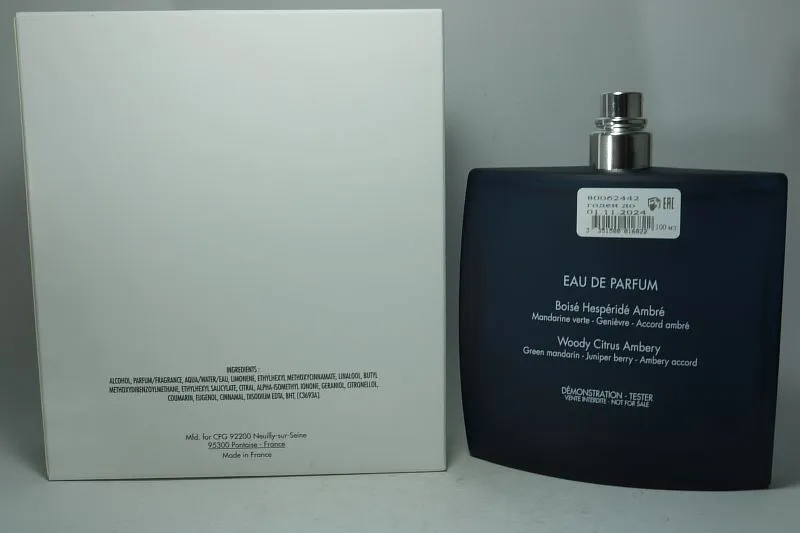 INGREDIENTS :
ALCOHOL, PARFUM/FRAGRANCE, AQUA/WATER/EAU, LIMONENE, ETHYLHEXYL METHOXYCINNAMATE, LINALOOL, BUTYL
METHOXYDIBENZOYLMETHANE, ETHYLHEXYL SALICYLATE, CITRAL, ALPHA-ISOMETHYL IONONE, GERANIOL, CITRONELLOL,
COUMARIN, EUGENOL, CINNAMAL, DISODIUM EDTA, BHT, [C3693A].
Mfd. for CFG 92200 Neuilly-sur-Seine
95300 Pontoise - France
Made in France
80062442
годен до
01.11.2024
EAC
3 351500 016822
100 мл
EAU DE PARFUM
Boisé Hespéridé Ambré
Mandarine verte - Genièvre - Accord ambré
Woody Citrus Ambery
Green mandarin - Juniper berry - Ambery accord
DÉMONSTRATION - TESTER
VENTE INTERDITE - NOT FOR SALE